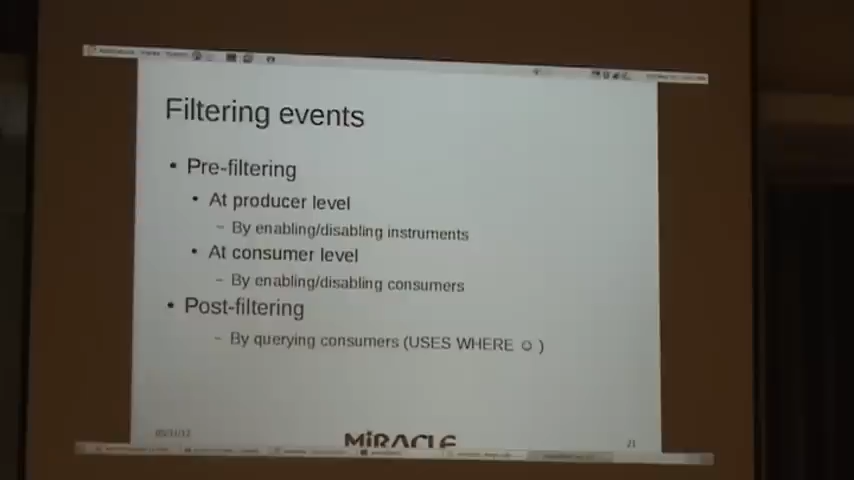 Filtering events
• Pre-filtering
• At producer level
– By enabling/disabling instruments
• At consumer level
– By enabling/disabling consumers
• Post-filtering
– By querying consumers (USES WHERE ☺ )
MIRACLE
21